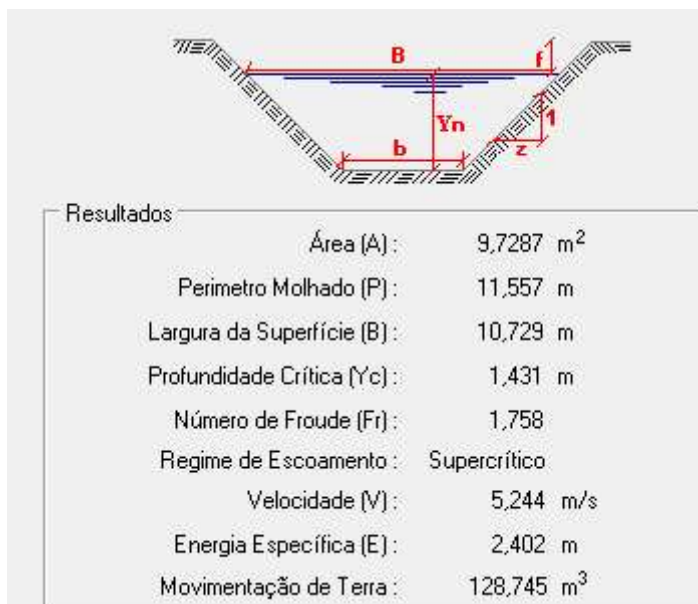 B
f
Yn
1
b
z
Resultados
Área (A) : 9,7287 m²
Perimetro Molhado (P) : 11,557 m
Largura da Superfície (B) : 10,729 m
Profundidade Crítica (Yc) : 1,431 m
Número de Froude (Fr) : 1,758
Regime de Escoamento : Supercrítico
Velocidade (V) : 5,244 m/s
Energia Específica (E) : 2,402 m
Movimentação de Terra : 128,745 m³